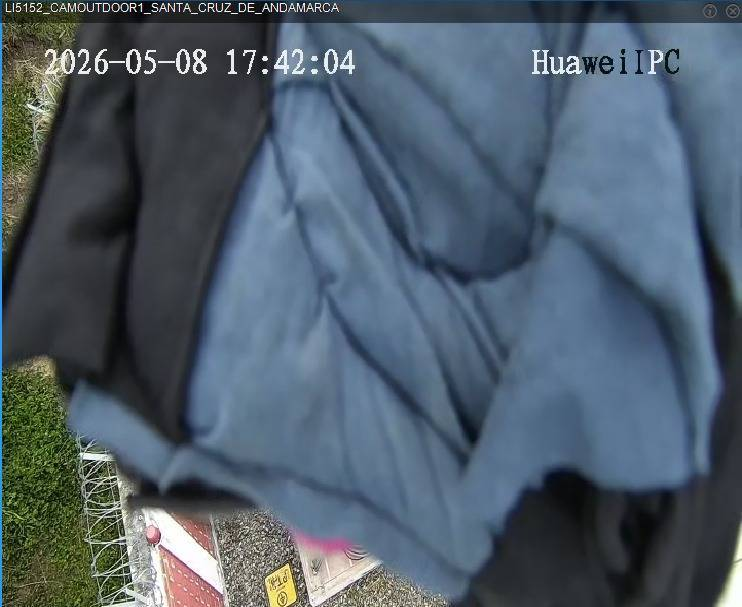 LI5152_CAMOUTDOOR1_SANTA_CRUZ_DE_ANDAMARCA
2026-05-08 17:42:04
HuaweiIPC